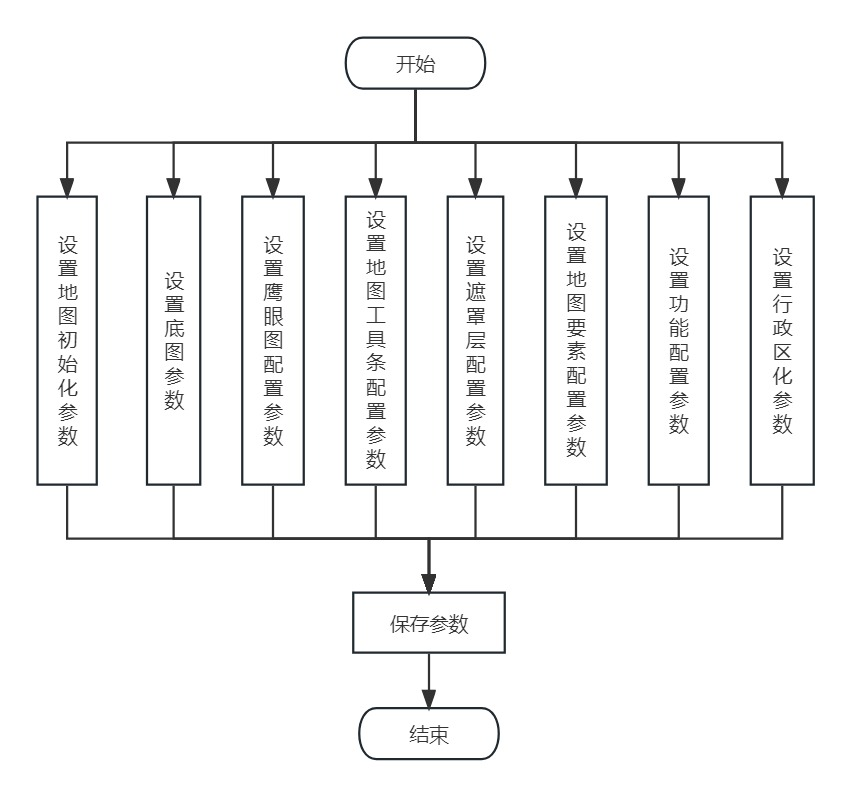 开始
设置地图初始化参数
设置底图参数
设置鹰眼图配置参数
设置地图工具条配置参数
设置遮罩层配置参数
设置地图要素配置参数
设置功能配置参数
设置行政区化参数
保存参数
结束